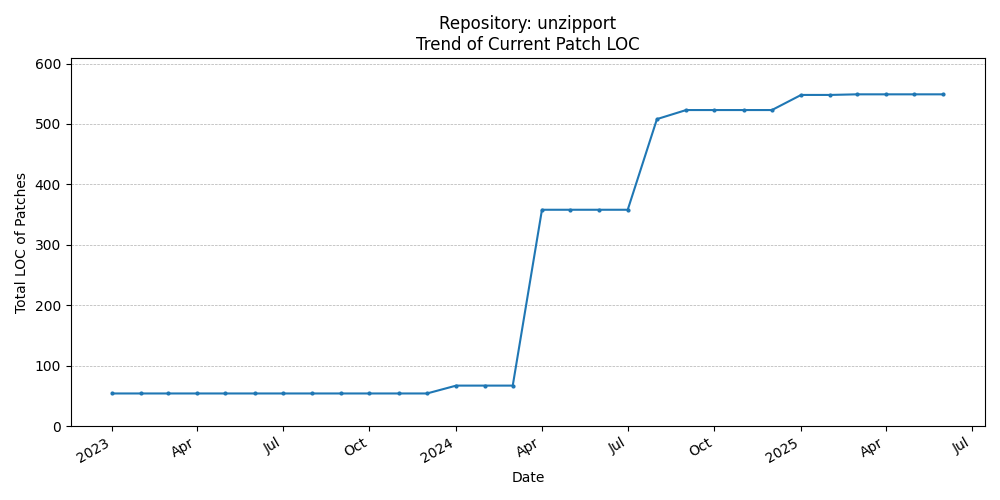 Repository: unzipport
Trend of Current Patch LOC
600
500
400
300
200
100
0
Total LOC of Patches
2023
Apr
Jul
Oct
2024
Apr
Jul
Oct
2025
Apr
Jul
Date